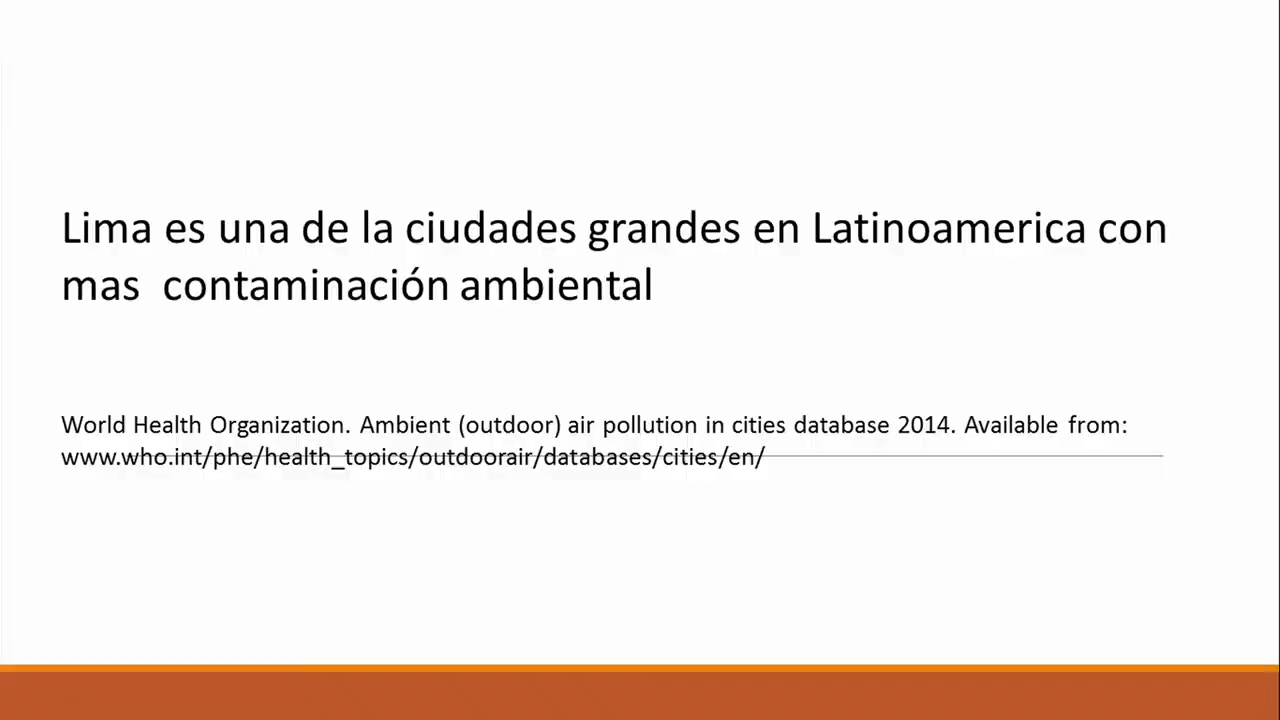 Lima es una de la ciudades grandes en Latinoamerica con
mas  contaminación ambiental
World Health Organization. Ambient (outdoor) air pollution in cities database 2014. Available from:
www.who.int/phe/health_topics/outdoorair/databases/cities/en/